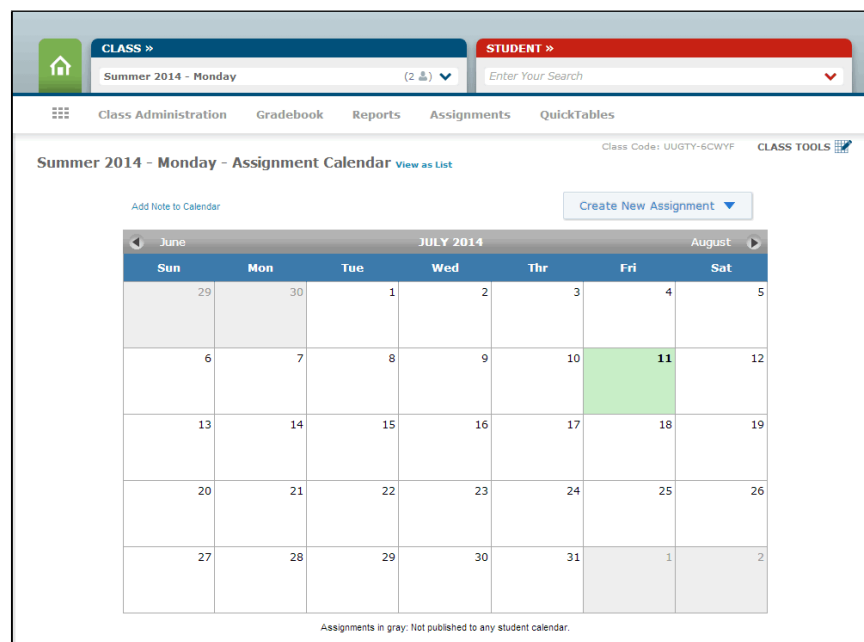 CLASS »
STUDENT »
Summer 2014 - Monday (2 )
Enter Your Search
Class Administration Gradebook Reports Assignments QuickTables
Class Code: UUGTY-6CWYF CLASS TOOLS
Summer 2014 - Monday - Assignment Calendar View as List
Add Note to Calendar
Create New Assignment
June JULY 2014 August
Sun Mon Tue Wed Thr Fri Sat
29 30 1 2 3 4 5
6 7 8 9 10 11 12
13 14 15 16 17 18 19
20 21 22 23 24 25 26
27 28 29 30 31 1 2
Assignments in gray: Not published to any student calendar.